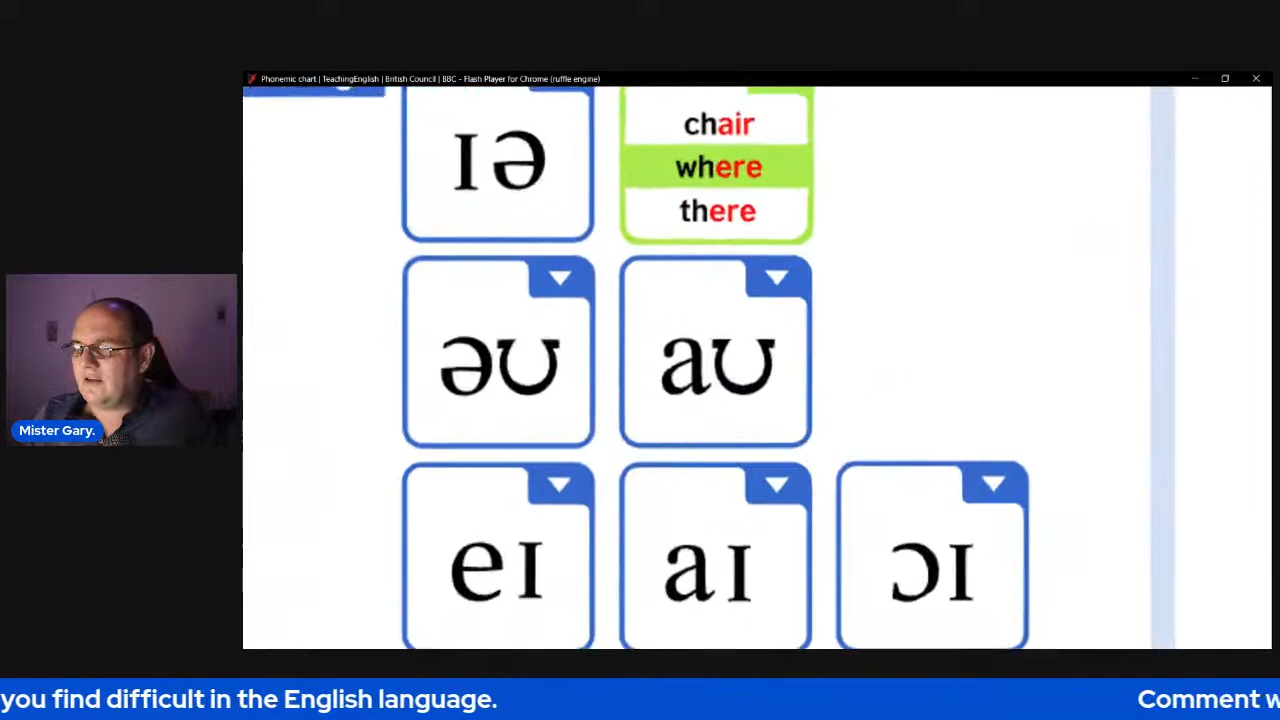 Phonemic chart | TeachingEnglish | British Council | BBC - Flash Player for Chrome (ruffle engine)
chair
ɪə
where
there
əʊ aʊ
eɪ aɪ ɔɪ
Mister Gary.
you find difficult in the English language.
Comment w